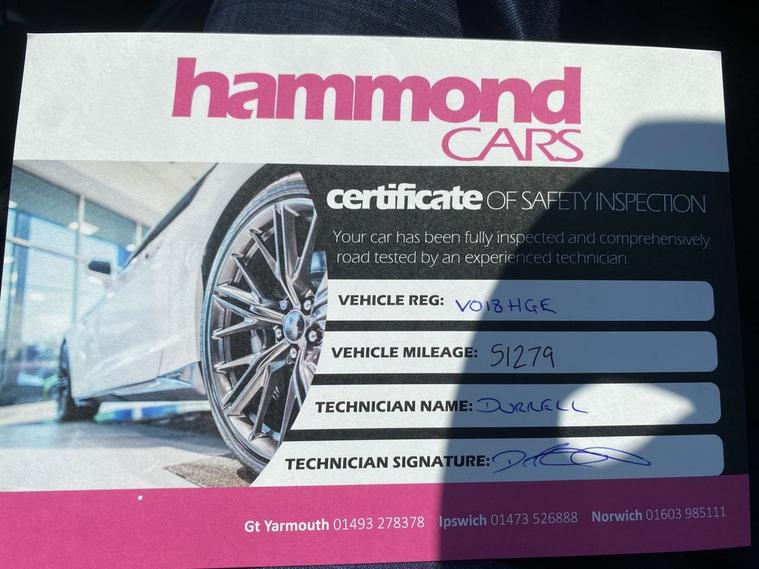 hammond
CARS
certificate OF SAFETY INSPECTION
Your car has been fully inspected and comprehensively
road tested by an experienced technician.
VEHICLE REG: VO18HGE
VEHICLE MILEAGE: 51279
TECHNICIAN NAME: DURRELL
TECHNICIAN SIGNATURE:
Gt Yarmouth 01493 278378 Ipswich 01473 526888 Norwich 01603 985111